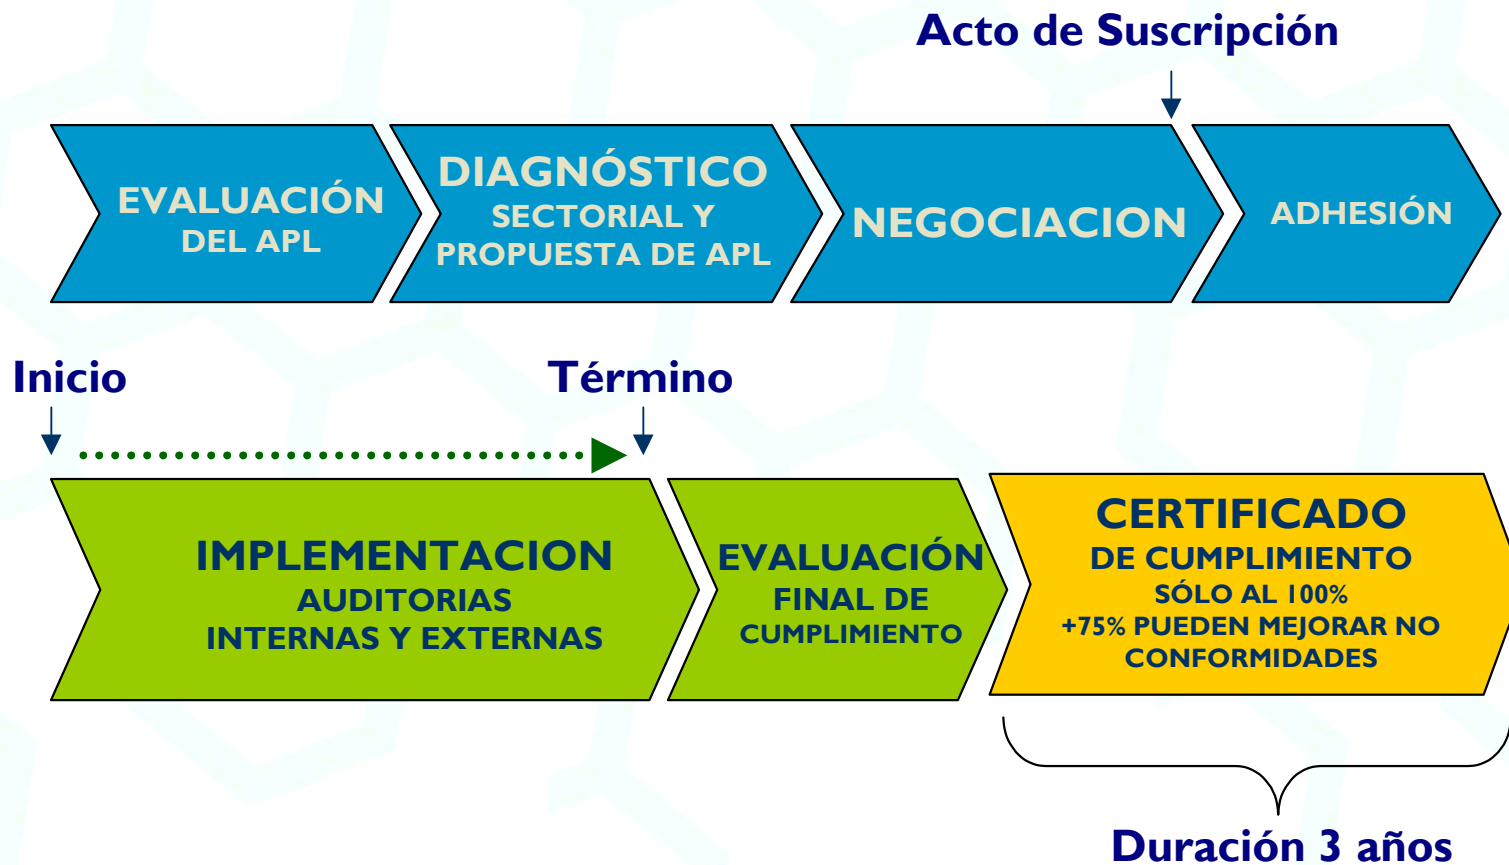 Acto de Suscripción
EVALUACIÓN
DEL APL
DIAGNÓSTICO
SECTORIAL Y
PROPUESTA DE APL
NEGOCIACION
ADHESIÓN
Inicio
Término
IMPLEMENTACION
AUDITORIAS
INTERNAS Y EXTERNAS
EVALUACIÓN
FINAL DE
CUMPLIMIENTO
CERTIFICADO
DE CUMPLIMIENTO
SÓLO AL 100%
+75% PUEDEN MEJORAR NO
CONFORMIDADES
Duración 3 años